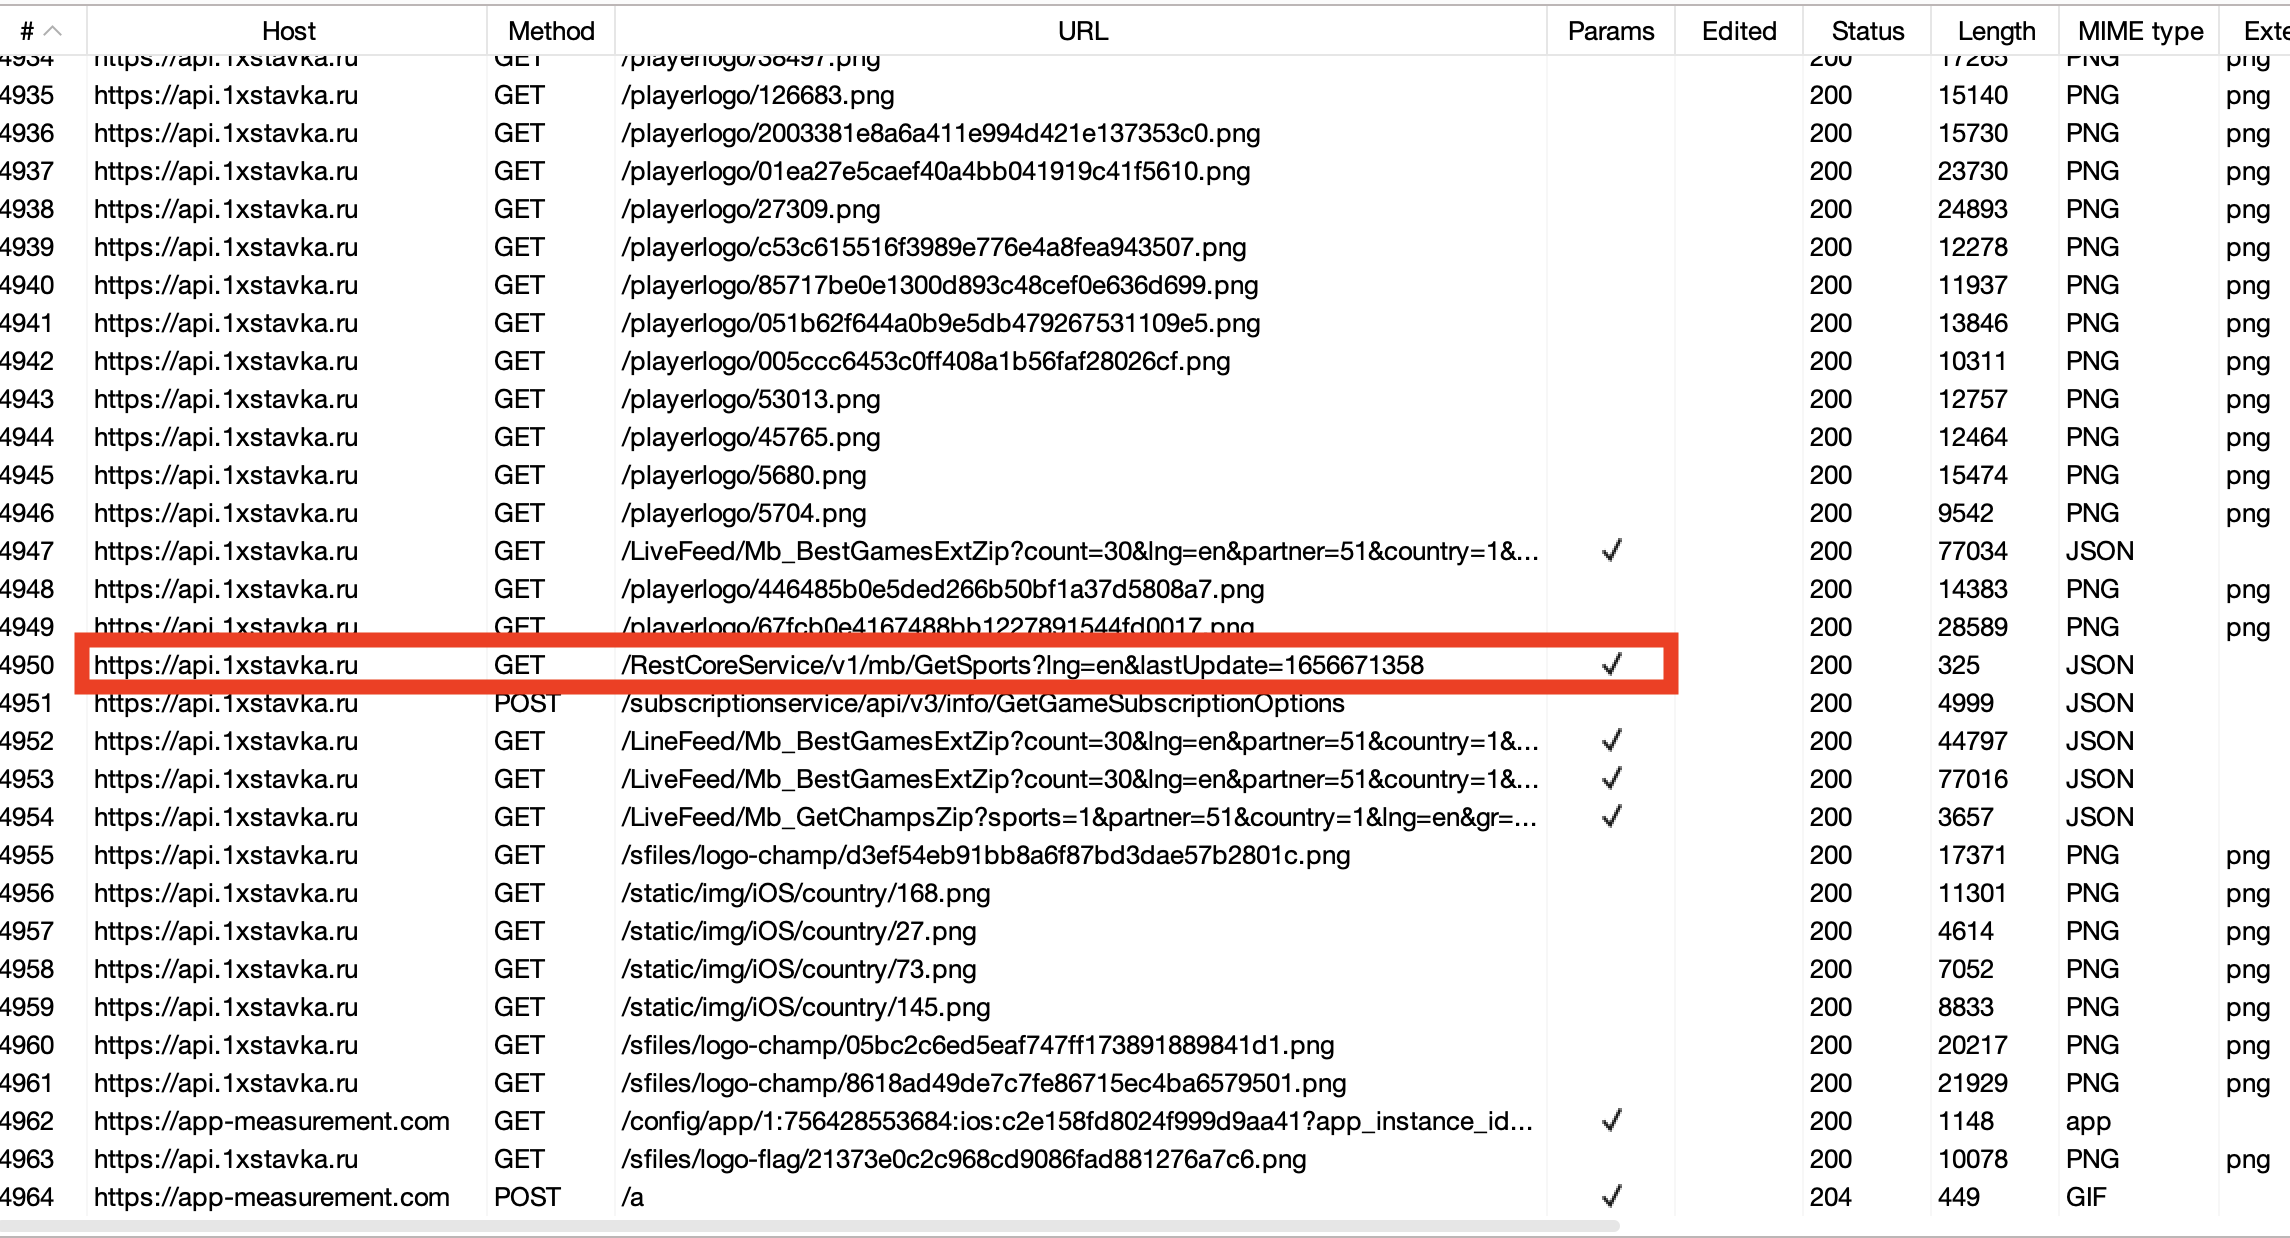 # Host Method URL Params Edited Status Length MIME type Exte
4934 https://api.1xstavka.ru GET /playerlogo/38497.png 200 17265 PNG png
4935 https://api.1xstavka.ru GET /playerlogo/126683.png 200 15140 PNG png
4936 https://api.1xstavka.ru GET /playerlogo/2003381e8a6a411e994d421e137353c0.png 200 15730 PNG png
4937 https://api.1xstavka.ru GET /playerlogo/01ea27e5caef40a4bb041919c41f5610.png 200 23730 PNG png
4938 https://api.1xstavka.ru GET /playerlogo/27309.png 200 24893 PNG png
4939 https://api.1xstavka.ru GET /playerlogo/c53c615516f3989e776e4a8fea943507.png 200 12278 PNG png
4940 https://api.1xstavka.ru GET /playerlogo/85717be0e1300d893c48cef0e636d699.png 200 11937 PNG png
4941 https://api.1xstavka.ru GET /playerlogo/051b62f644a0b9e5db479267531109e5.png 200 13846 PNG png
4942 https://api.1xstavka.ru GET /playerlogo/005ccc6453c0ff408a1b56faf28026cf.png 200 10311 PNG png
4943 https://api.1xstavka.ru GET /playerlogo/53013.png 200 12757 PNG png
4944 https://api.1xstavka.ru GET /playerlogo/45765.png 200 12464 PNG png
4945 https://api.1xstavka.ru GET /playerlogo/5680.png 200 15474 PNG png
4946 https://api.1xstavka.ru GET /playerlogo/5704.png 200 9542 PNG png
4947 https://api.1xstavka.ru GET /LiveFeed/Mb_BestGamesExtZip?count=30&lng=en&partner=51&country=1&... ✓ 200 77034 JSON
4948 https://api.1xstavka.ru GET /playerlogo/446485b0e5ded266b50bf1a37d5808a7.png 200 14383 PNG png
4949 https://api.1xstavka.ru GET /playerlogo/67fcb0e4167488bb1227891544fd0017.png 200 28589 PNG png
4950 https://api.1xstavka.ru GET /RestCoreService/v1/mb/GetSports?lng=en&lastUpdate=1656671358 ✓ 200 325 JSON
4951 https://api.1xstavka.ru POST /subscriptionservice/api/v3/info/GetGameSubscriptionOptions 200 4999 JSON
4952 https://api.1xstavka.ru GET /LineFeed/Mb_BestGamesExtZip?count=30&lng=en&partner=51&country=1&... ✓ 200 44797 JSON
4953 https://api.1xstavka.ru GET /LiveFeed/Mb_BestGamesExtZip?count=30&lng=en&partner=51&country=1&... ✓ 200 77016 JSON
4954 https://api.1xstavka.ru GET /LiveFeed/Mb_GetChampsZip?sports=1&partner=51&country=1&lng=en&gr=... ✓ 200 3657 JSON
4955 https://api.1xstavka.ru GET /sfiles/logo-champ/d3ef54eb91bb8a6f87bd3dae57b2801c.png 200 17371 PNG png
4956 https://api.1xstavka.ru GET /static/img/iOS/country/168.png 200 11301 PNG png
4957 https://api.1xstavka.ru GET /static/img/iOS/country/27.png 200 4614 PNG png
4958 https://api.1xstavka.ru GET /static/img/iOS/country/73.png 200 7052 PNG png
4959 https://api.1xstavka.ru GET /static/img/iOS/country/145.png 200 8833 PNG png
4960 https://api.1xstavka.ru GET /sfiles/logo-champ/05bc2c6ed5eaf747ff173891889841d1.png 200 20217 PNG png
4961 https://api.1xstavka.ru GET /sfiles/logo-champ/8618ad49de7c7fe86715ec4ba6579501.png 200 21929 PNG png
4962 https://app-measurement.com GET /config/app/1:756428553684:ios:c2e158fd8024f999d9aa41?app_instance_id... ✓ 200 1148 app
4963 https://api.1xstavka.ru GET /sfiles/logo-flag/21373e0c2c968cd9086fad881276a7c6.png 200 10078 PNG png
4964 https://app-measurement.com POST /a ✓ 204 449 GIF